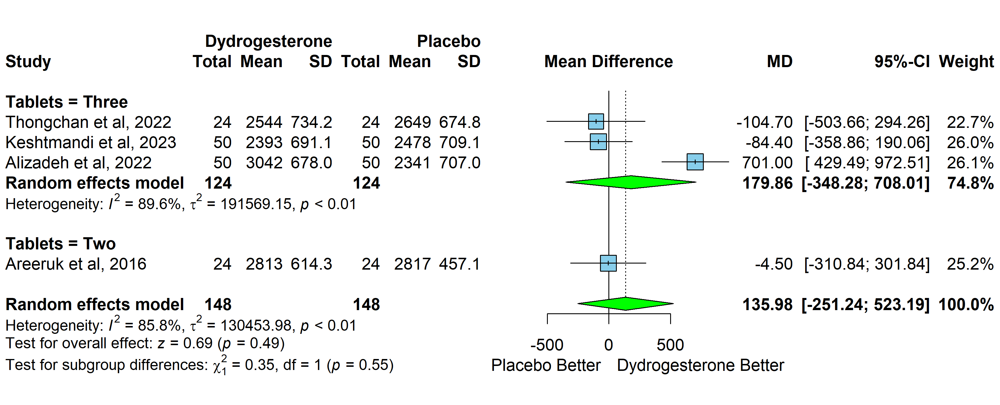 Dydrogesterone Placebo
Study Total Mean SD Total Mean SD Mean Difference MD 95%-CI Weight
Tablets = Three
Thongchan et al, 2022 24 2544 734.2 24 2649 674.8 -104.70 [-503.66; 294.26] 22.7%
Keshtmandi et al, 2023 50 2393 691.1 50 2478 709.1 -84.40 [-358.86; 190.06] 26.0%
Alizadeh et al, 2022 50 3042 678.0 50 2341 707.0 701.00 [ 429.49; 972.51] 26.1%
Random effects model 124 124 179.86 [-348.28; 708.01] 74.8%
Heterogeneity: I² = 89.6%, τ² = 191569.15, p < 0.01
Tablets = Two
Areeruk et al, 2016 24 2813 614.3 24 2817 457.1 -4.50 [-310.84; 301.84] 25.2%
Random effects model 148 148 135.98 [-251.24; 523.19] 100.0%
Heterogeneity: I² = 85.8%, τ² = 130453.98, p < 0.01
Test for overall effect: z = 0.69 (p = 0.49)
-500 0 500
Test for subgroup differences: χ²₁ = 0.35, df = 1 (p = 0.55)
Placebo Better Dydrogesterone Better